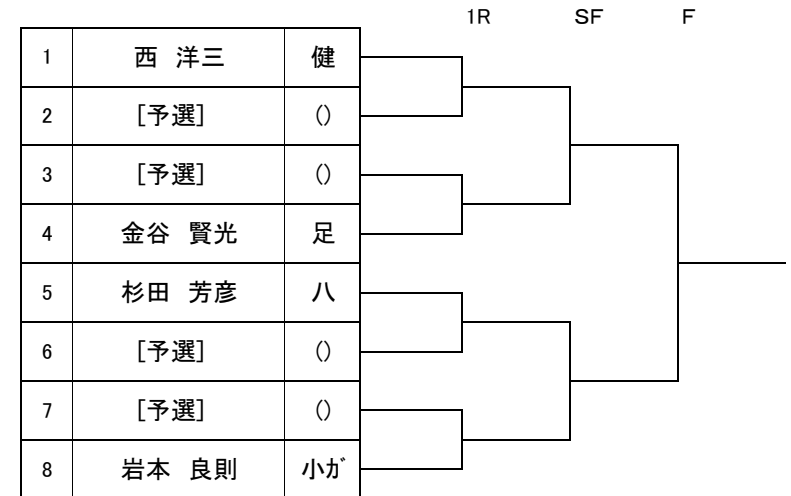 1R SF F
1 西 洋三 健
2 [予選] ()
3 [予選] ()
4 金谷 賢光 足
5 杉田 芳彦 八
6 [予選] ()
7 [予選] ()
8 岩本 良則 小ｶﾞ